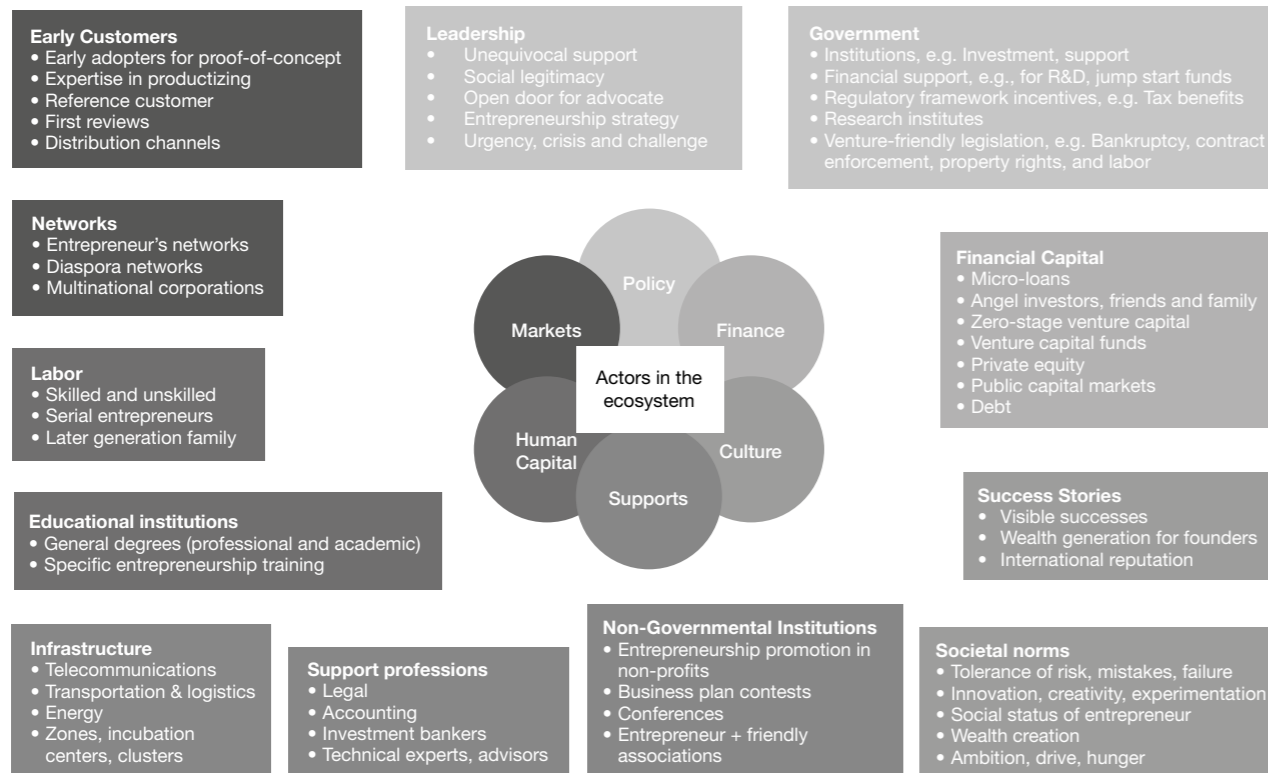 Early Customers
• Early adopters for proof-of-concept
• Expertise in productizing
• Reference customer
• First reviews
• Distribution channels
Leadership
• Unequivocal support
• Social legitimacy
• Open door for advocate
• Entrepreneurship strategy
• Urgency, crisis and challenge
Government
• Institutions, e.g. Investment, support
• Financial support, e.g., for R&D, jump start funds
• Regulatory framework incentives, e.g. Tax benefits
• Research institutes
• Venture-friendly legislation, e.g. Bankruptcy, contract
enforcement, property rights, and labor
Networks
• Entrepreneur's networks
• Diaspora networks
• Multinational corporations
Policy
Markets
Finance
Actors in the
ecosystem
Human
Capital
Culture
Supports
Financial Capital
• Micro-loans
• Angel investors, friends and family
• Zero-stage venture capital
• Venture capital funds
• Private equity
• Public capital markets
• Debt
Labor
• Skilled and unskilled
• Serial entrepreneurs
• Later generation family
Success Stories
• Visible successes
• Wealth generation for founders
• International reputation
Educational institutions
• General degrees (professional and academic)
• Specific entrepreneurship training
Infrastructure
• Telecommunications
• Transportation & logistics
• Energy
• Zones, incubation
centers, clusters
Support professions
• Legal
• Accounting
• Investment bankers
• Technical experts, advisors
Non-Governmental Institutions
• Entrepreneurship promotion in
non-profits
• Business plan contests
• Conferences
• Entrepreneur + friendly
associations
Societal norms
• Tolerance of risk, mistakes, failure
• Innovation, creativity, experimentation
• Social status of entrepreneur
• Wealth creation
• Ambition, drive, hunger